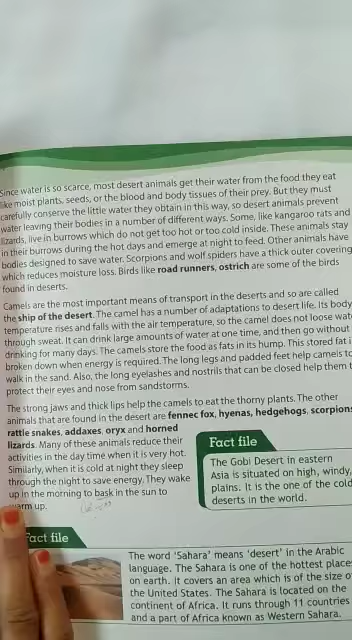 Since water is so scarce, most desert animals get their water from the food they eat
like moist plants, seeds, or the blood and body tissues of their prey. But they must
carefully conserve the little water they obtain in this way, so desert animals prevent
water leaving their bodies in a number of different ways. Some, like kangaroo rats and
lizards, live in burrows which do not get too hot or too cold inside. These animals stay
in their burrows during the hot days and emerge at night to feed. Other animals have
bodies designed to save water. Scorpions and wolf spiders have a thick outer covering
which reduces moisture loss. Birds like road runners, ostrich are some of the birds
found in deserts.
Camels are the most important means of transport in the deserts and so are called
the ship of the desert. The camel has a number of adaptations to desert life. Its body
temperature rises and falls with the air temperature, so the camel does not loose wat
through sweat. It can drink large amounts of water at one time, and then go without
drinking for many days. The camels store the food as fats in its hump. This stored fat i
broken down when energy is required. The long legs and padded feet help camels to
walk in the sand. Also, the long eyelashes and nostrils that can be closed help them t
protect their eyes and nose from sandstorms.
The strong jaws and thick lips help the camels to eat the thorny plants. The other
animals that are found in the desert are fennec fox, hyenas, hedgehogs, scorpions
rattle snakes, addaxes, oryx and horned
lizards. Many of these animals reduce their
activities in the day time when it is very hot.
Similarly, when it is cold at night they sleep
through the night to save energy. They wake
up in the morning to bask in the sun to
warm up.
Fact file
The Gobi Desert in eastern
Asia is situated on high, windy,
plains. It is the one of the cold
deserts in the world.
Fact file
The word 'Sahara' means 'desert' in the Arabic
language. The Sahara is one of the hottest place
on earth. It covers an area which is of the size o
the United States. The Sahara is located on the
continent of Africa. It runs through 11 countries
and a part of Africa known as Western Sahara.